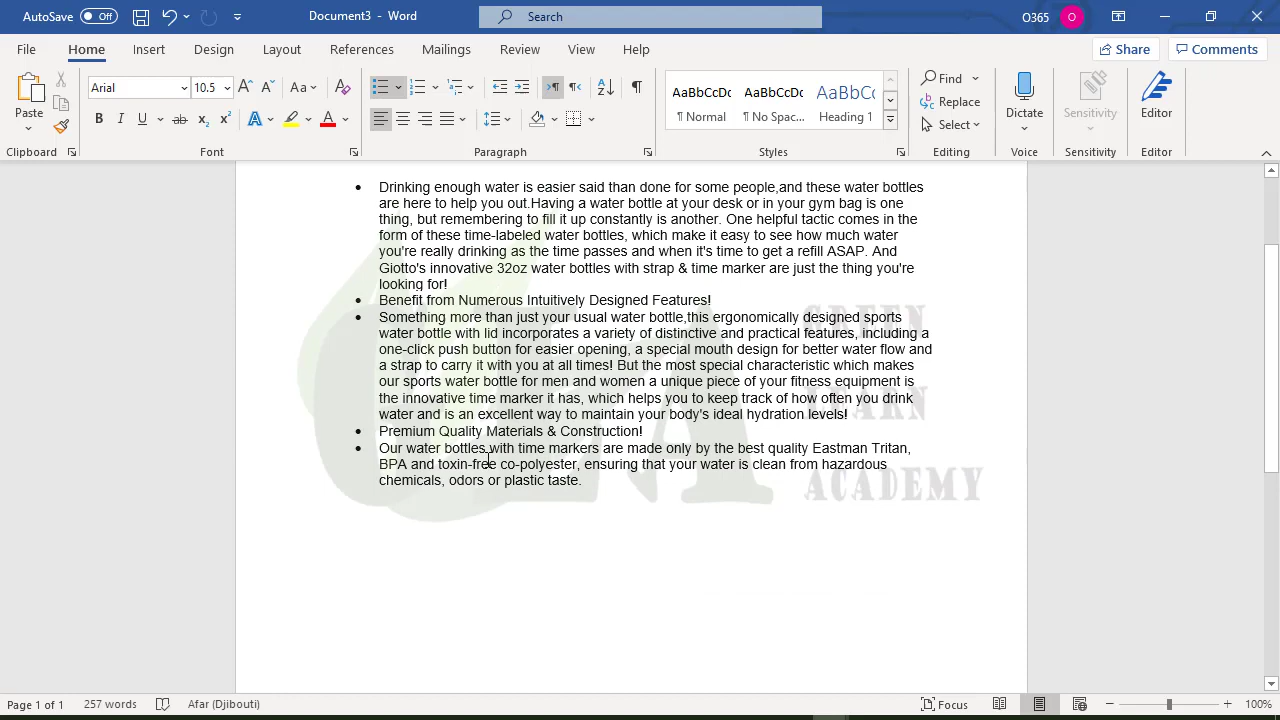 AutoSave Off Document3 - Word Search O365 O
File Home Insert Design Layout References Mailings Review View Help Share Comments
Arial 10.5 Find AaBbCcDc AaBbCcDc AaBbCc
Paste Replace Dictate Sensitivity Editor
¶ Normal ¶ No Spac... Heading 1 Select
Clipboard Font Paragraph Styles Editing Voice Sensitivity Editor
• Drinking enough water is easier said than done for some people,and these water bottles
are here to help you out.Having a water bottle at your desk or in your gym bag is one
thing, but remembering to fill it up constantly is another. One helpful tactic comes in the
form of these time-labeled water bottles, which make it easy to see how much water
you're really drinking as the time passes and when it's time to get a refill ASAP. And
Giotto's innovative 32oz water bottles with strap & time marker are just the thing you're
looking for!
• Benefit from Numerous Intuitively Designed Features!
• Something more than just your usual water bottle,this ergonomically designed sports
water bottle with lid incorporates a variety of distinctive and practical features, including a
one-click push button for easier opening, a special mouth design for better water flow and
a strap to carry it with you at all times! But the most special characteristic which makes
our sports water bottle for men and women a unique piece of your fitness equipment is
the innovative time marker it has, which helps you to keep track of how often you drink
water and is an excellent way to maintain your body's ideal hydration levels!
• Premium Quality Materials & Construction!
• Our water bottles with time markers are made only by the best quality Eastman Tritan,
BPA and toxin-free co-polyester, ensuring that your water is clean from hazardous
chemicals, odors or plastic taste.
GREEN
LEARN
ACADEMY
Page 1 of 1 257 words Afar (Djibouti) Focus 100%